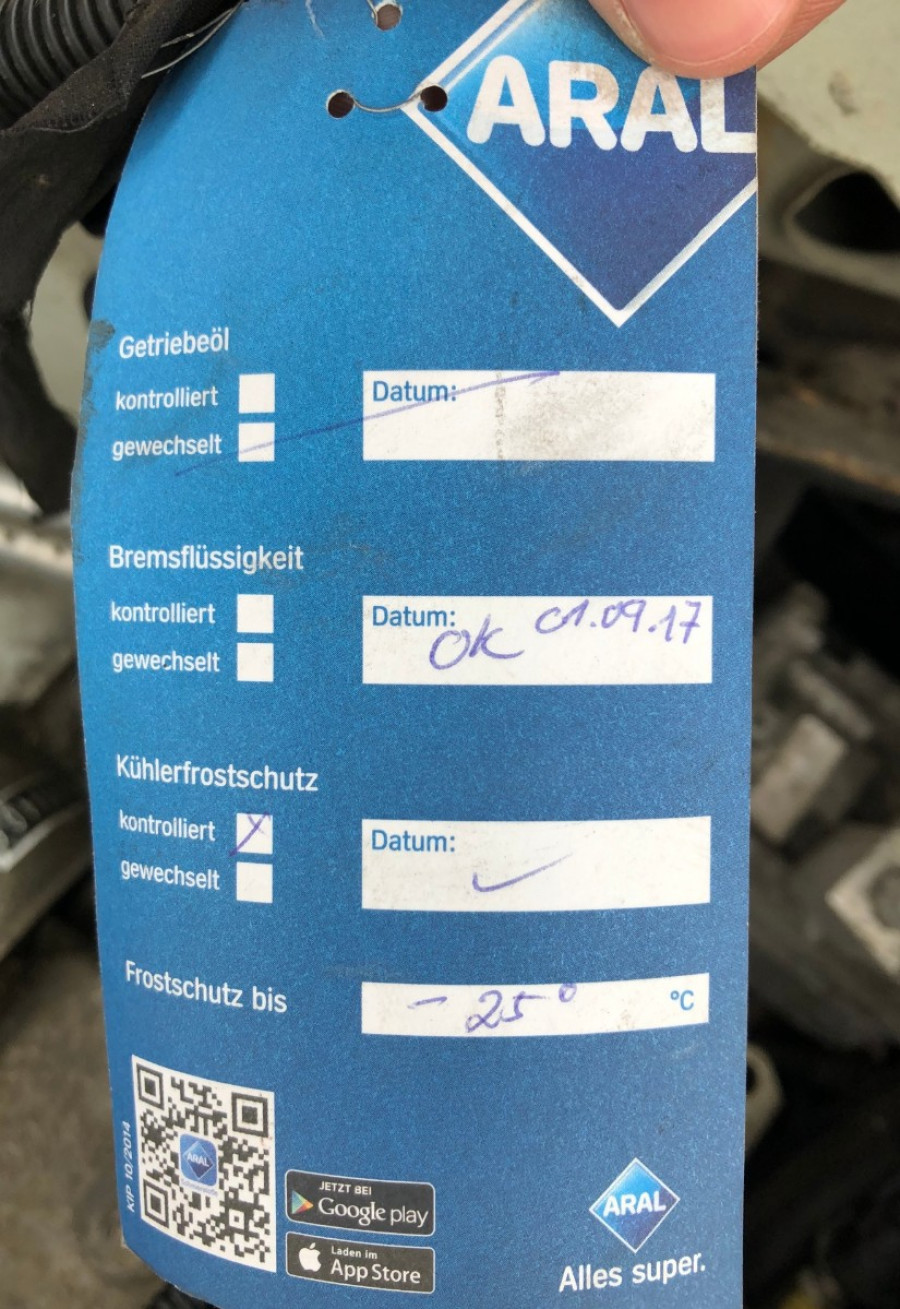 ARAL
Getriebeöl
kontrolliert
Datum:
gewechselt
Bremsflüssigkeit
kontrolliert
Datum: OK 01.09.17
gewechselt
Kühlerfrostschutz
kontrolliert X
Datum: ✓
gewechselt
Frostschutz bis - 25° °C
KIP 10/2014
ARAL
JETZT BEI
Google play
Laden im
App Store
ARAL
Alles super.